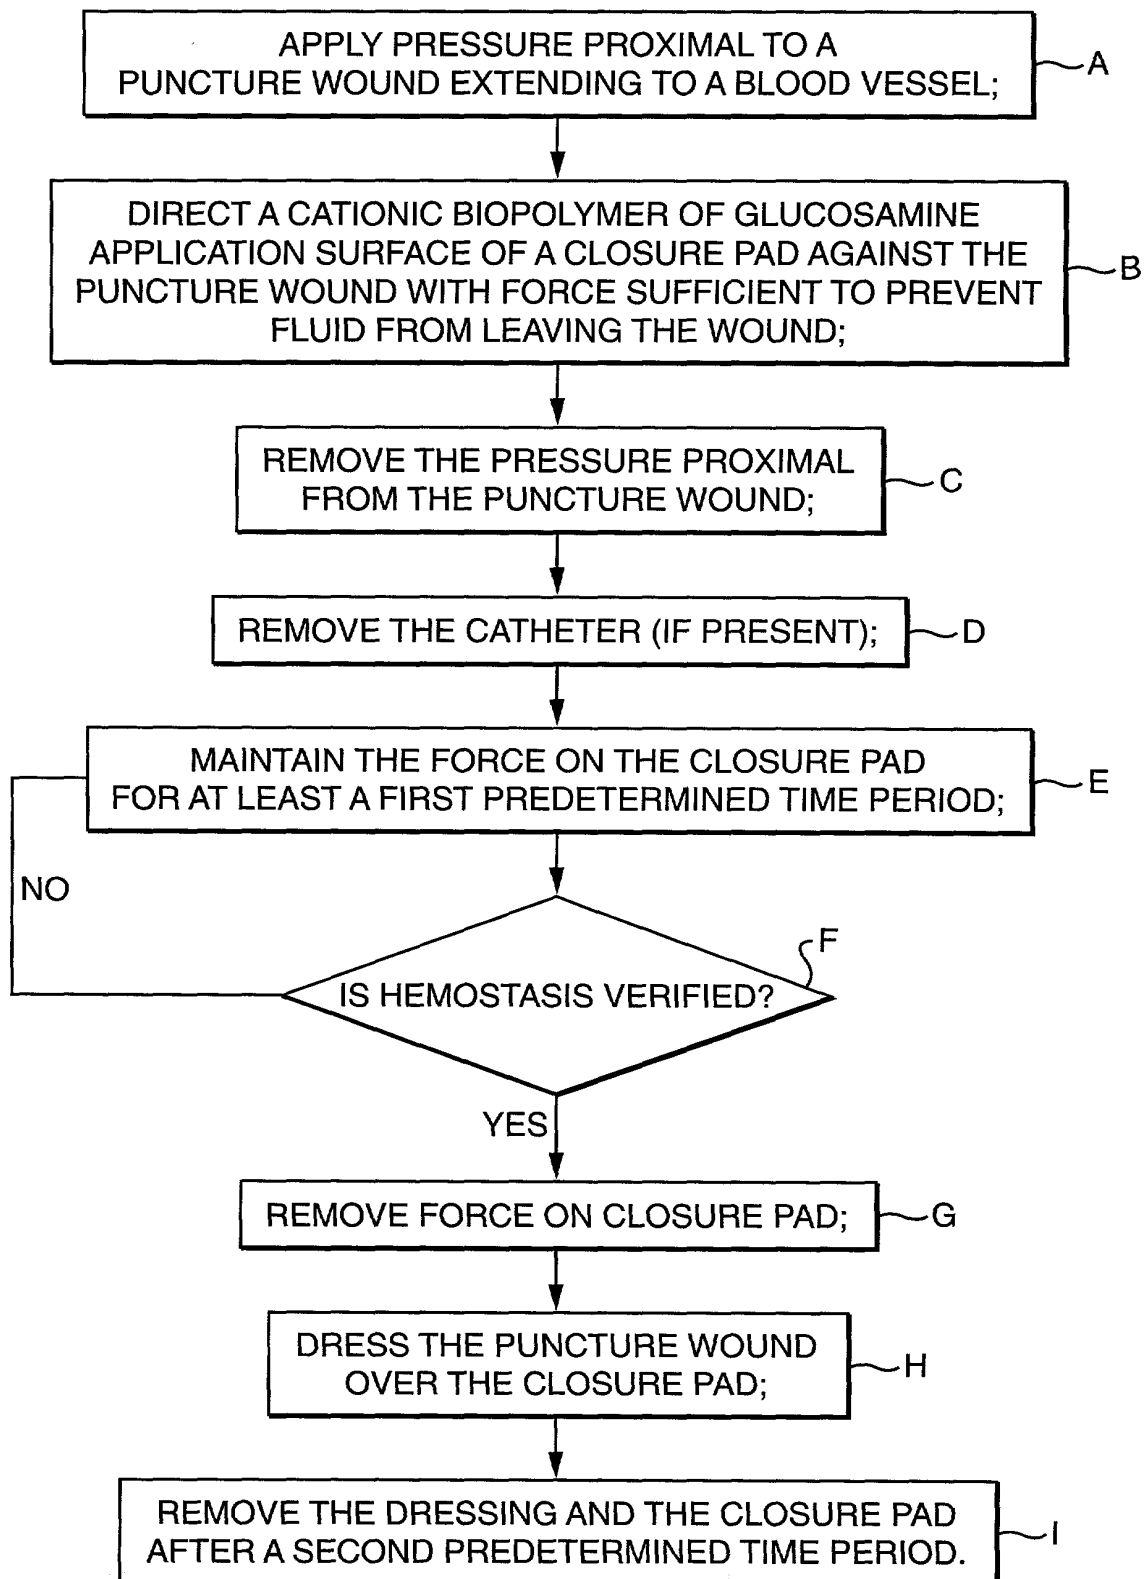 APPLY PRESSURE PROXIMAL TO A
PUNCTURE WOUND EXTENDING TO A BLOOD VESSEL;
A
DIRECT A CATIONIC BIOPOLYMER OF GLUCOSAMINE
APPLICATION SURFACE OF A CLOSURE PAD AGAINST THE
PUNCTURE WOUND WITH FORCE SUFFICIENT TO PREVENT
FLUID FROM LEAVING THE WOUND;
B
REMOVE THE PRESSURE PROXIMAL
FROM THE PUNCTURE WOUND;
C
REMOVE THE CATHETER (IF PRESENT);
D
MAINTAIN THE FORCE ON THE CLOSURE PAD
FOR AT LEAST A FIRST PREDETERMINED TIME PERIOD;
E
NO
F
IS HEMOSTASIS VERIFIED?
YES
REMOVE FORCE ON CLOSURE PAD;
G
DRESS THE PUNCTURE WOUND
OVER THE CLOSURE PAD;
H
REMOVE THE DRESSING AND THE CLOSURE PAD
AFTER A SECOND PREDETERMINED TIME PERIOD.
I